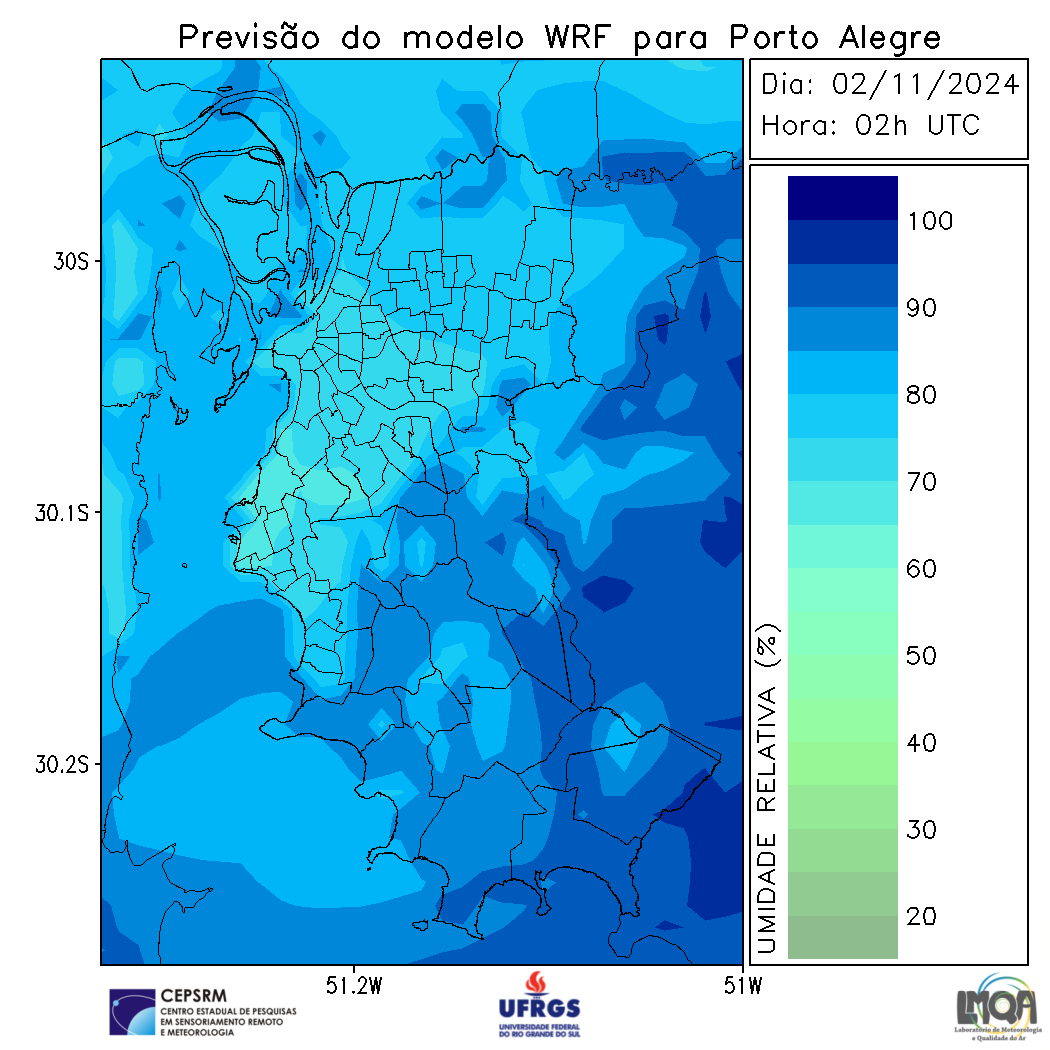 Previsão do modelo WRF para Porto Alegre
Dia: 02/11/2024
Hora: 02h UTC
30S
30.1S
30.2S
51.2W
51W
100
90
80
70
60
50
40
30
20
UMIDADE RELATIVA (%)
CEPSRM
CENTRO ESTADUAL DE PESQUISAS
EM SENSORIAMENTO REMOTO
E METEOROLOGIA
UFRGS
UNIVERSIDADE FEDERAL
DO RIO GRANDE DO SUL
LMQA
Laboratório de Meteorologia
e Qualidade do Ar